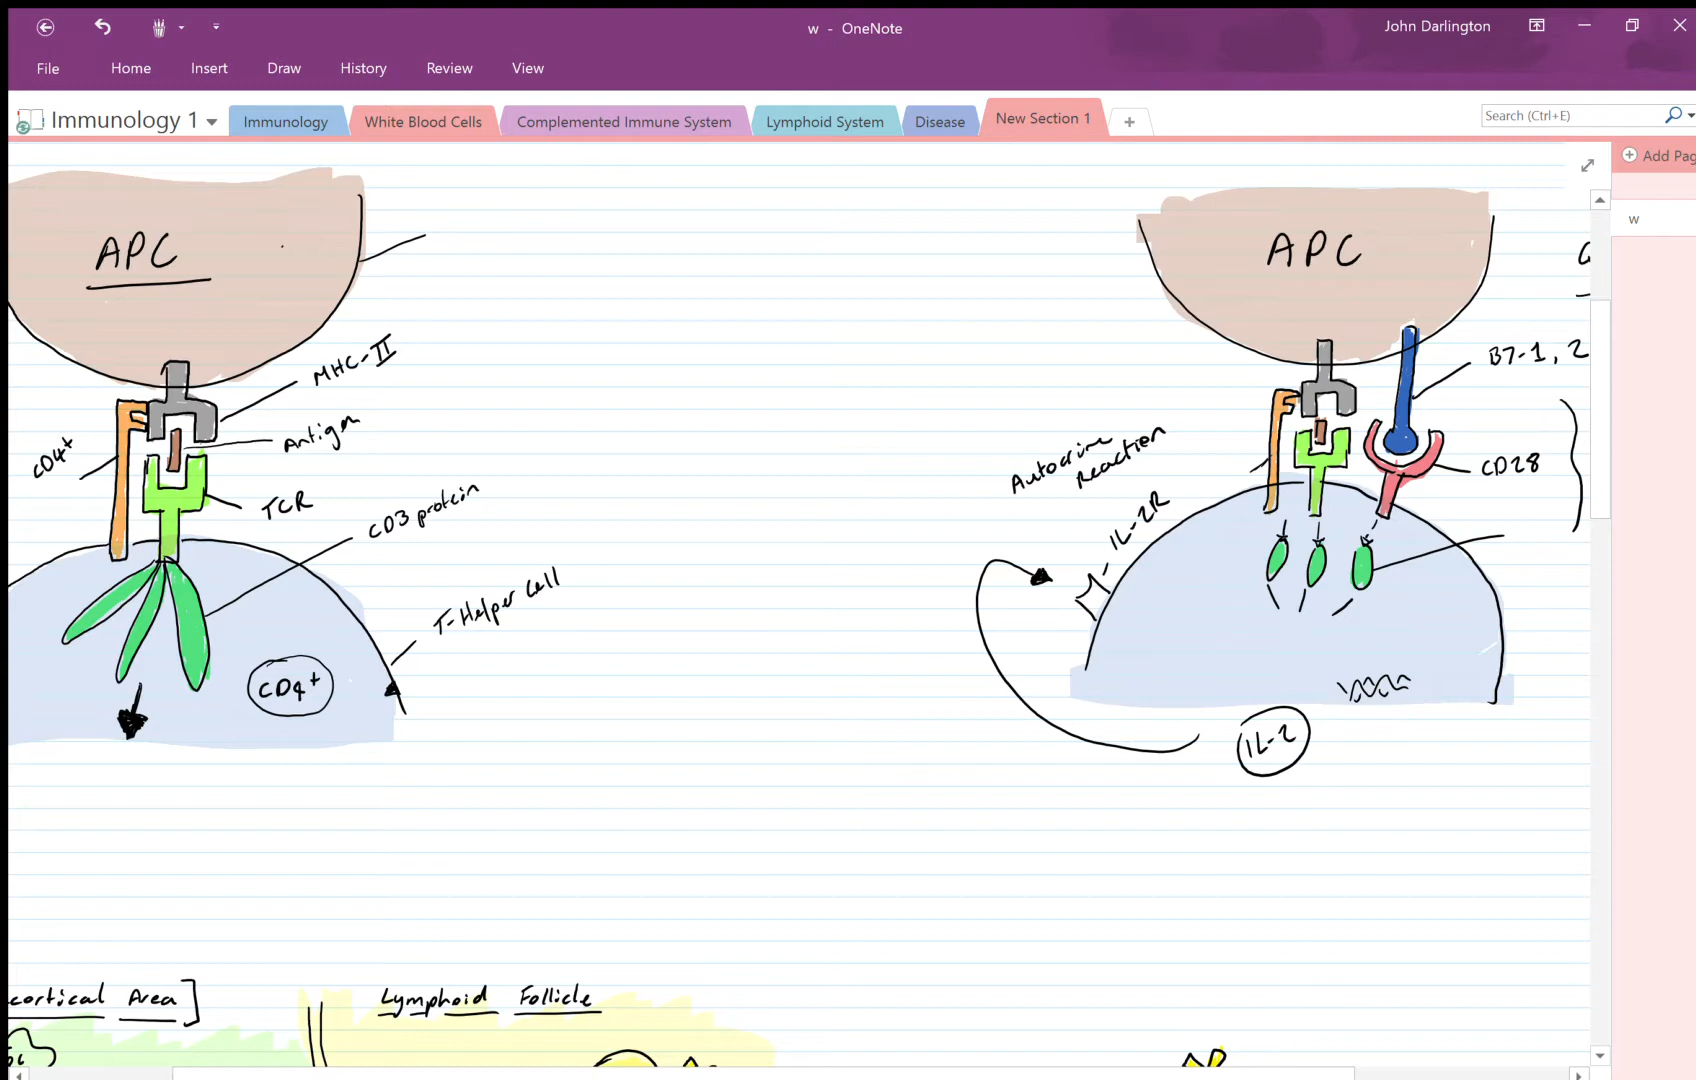 w - OneNote
John Darlington
File Home Insert Draw History Review View
Immunology 1
Immunology
White Blood Cells
Complemented Immune System
Lymphoid System
Disease
New Section 1
Search (Ctrl+E)
Add Pag
w
APC
MHC-II
Antigen
CD4+
TCR
CD3 protein
T-Helper Cell
CD4+
APC
B7-1, 2
CD28
Autocrine
Reaction
IL-2R
IL-2
cortical Area]
Lymphoid Follicle